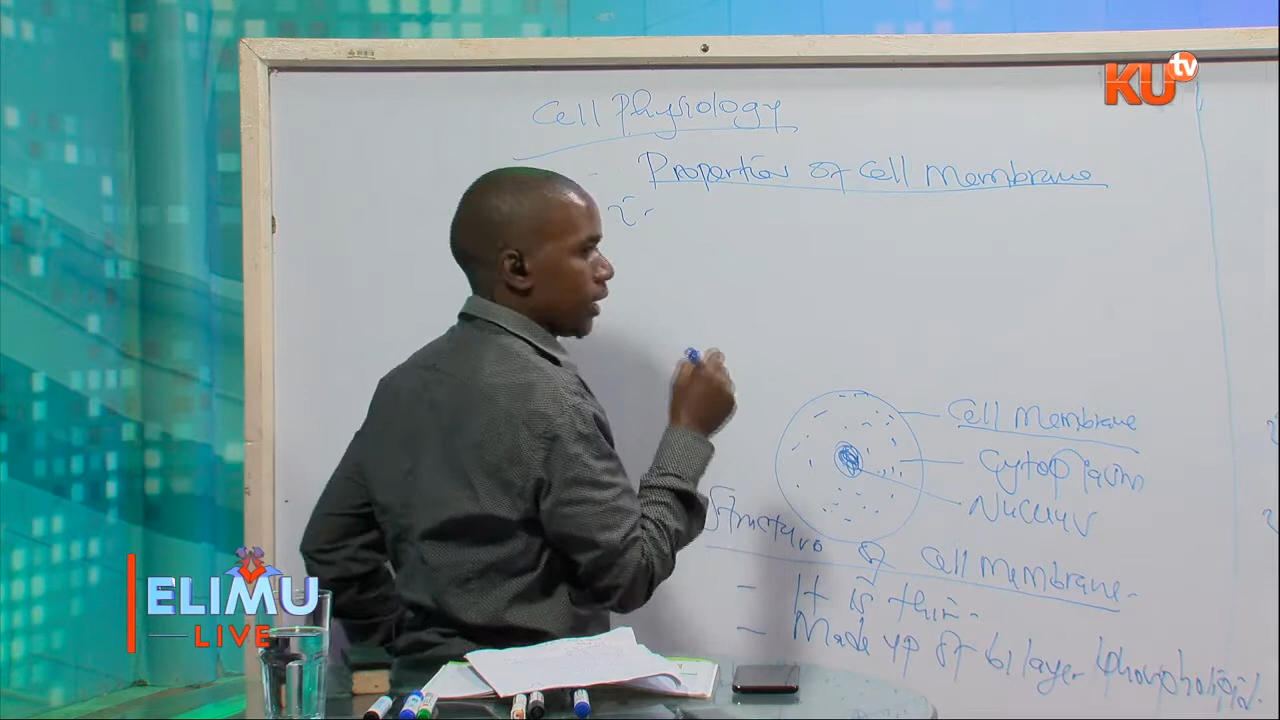 KU tv
Cell Physiology
Properties of cell Membrane
i.
Cell Membrane
Cytoplasm
Nucleus
Structure of cell Membrane
- It is thin.
- Made up of bilayer phospholipid.
ELIMU
LIVE